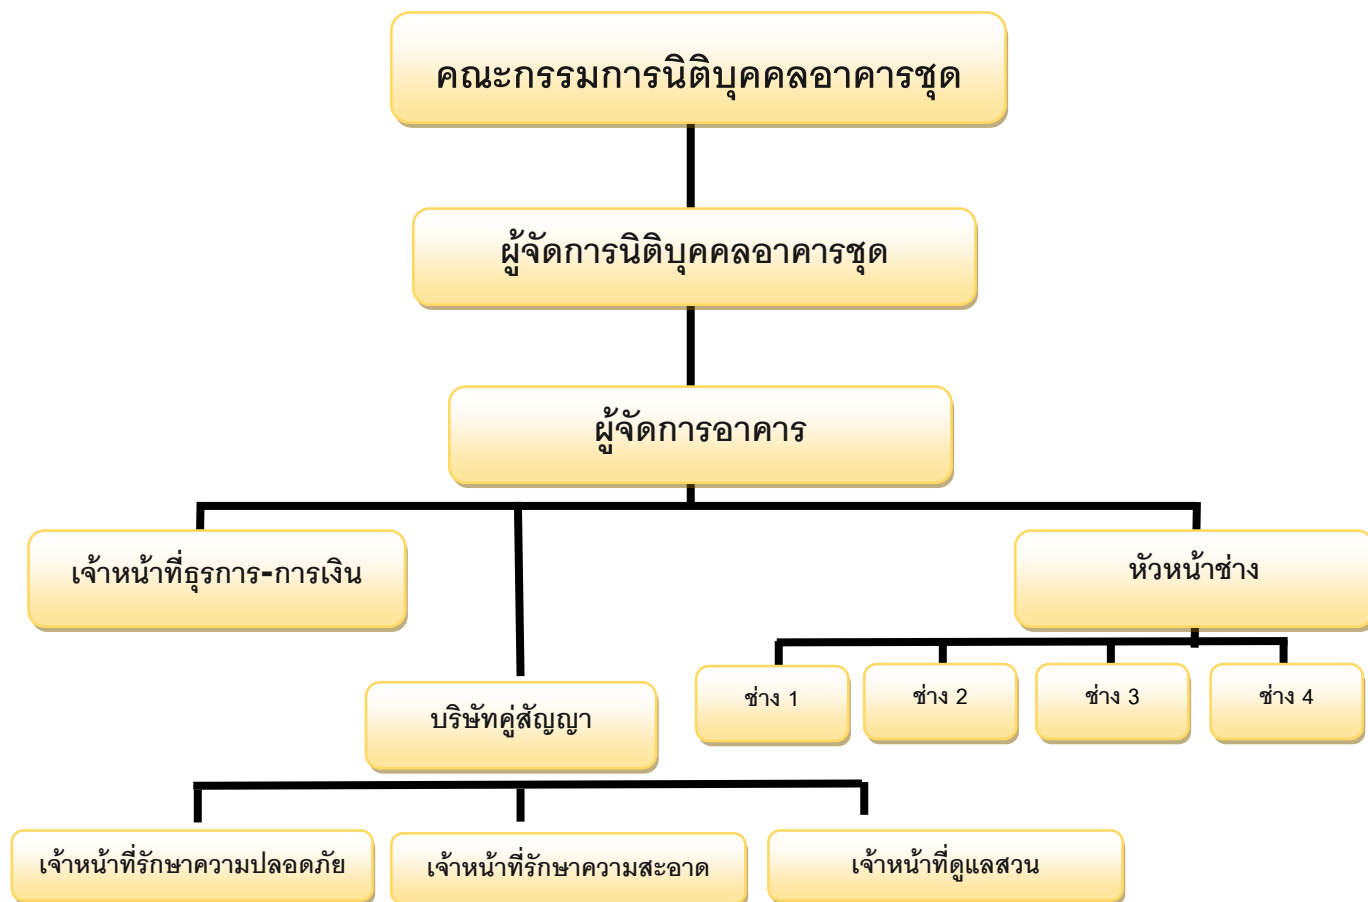 คณะกรรมการนิติบุคคลอาคารชุด
ผู้จัดการนิติบุคคลอาคารชุด
ผู้จัดการอาคาร
เจ้าหน้าที่ธุรการ-การเงิน
หัวหน้าช่าง
ช่าง 1
ช่าง 2
ช่าง 3
ช่าง 4
บริษัทคู่สัญญา
เจ้าหน้าที่รักษาความปลอดภัย
เจ้าหน้าที่รักษาความสะอาด
เจ้าหน้าที่ดูแลสวน